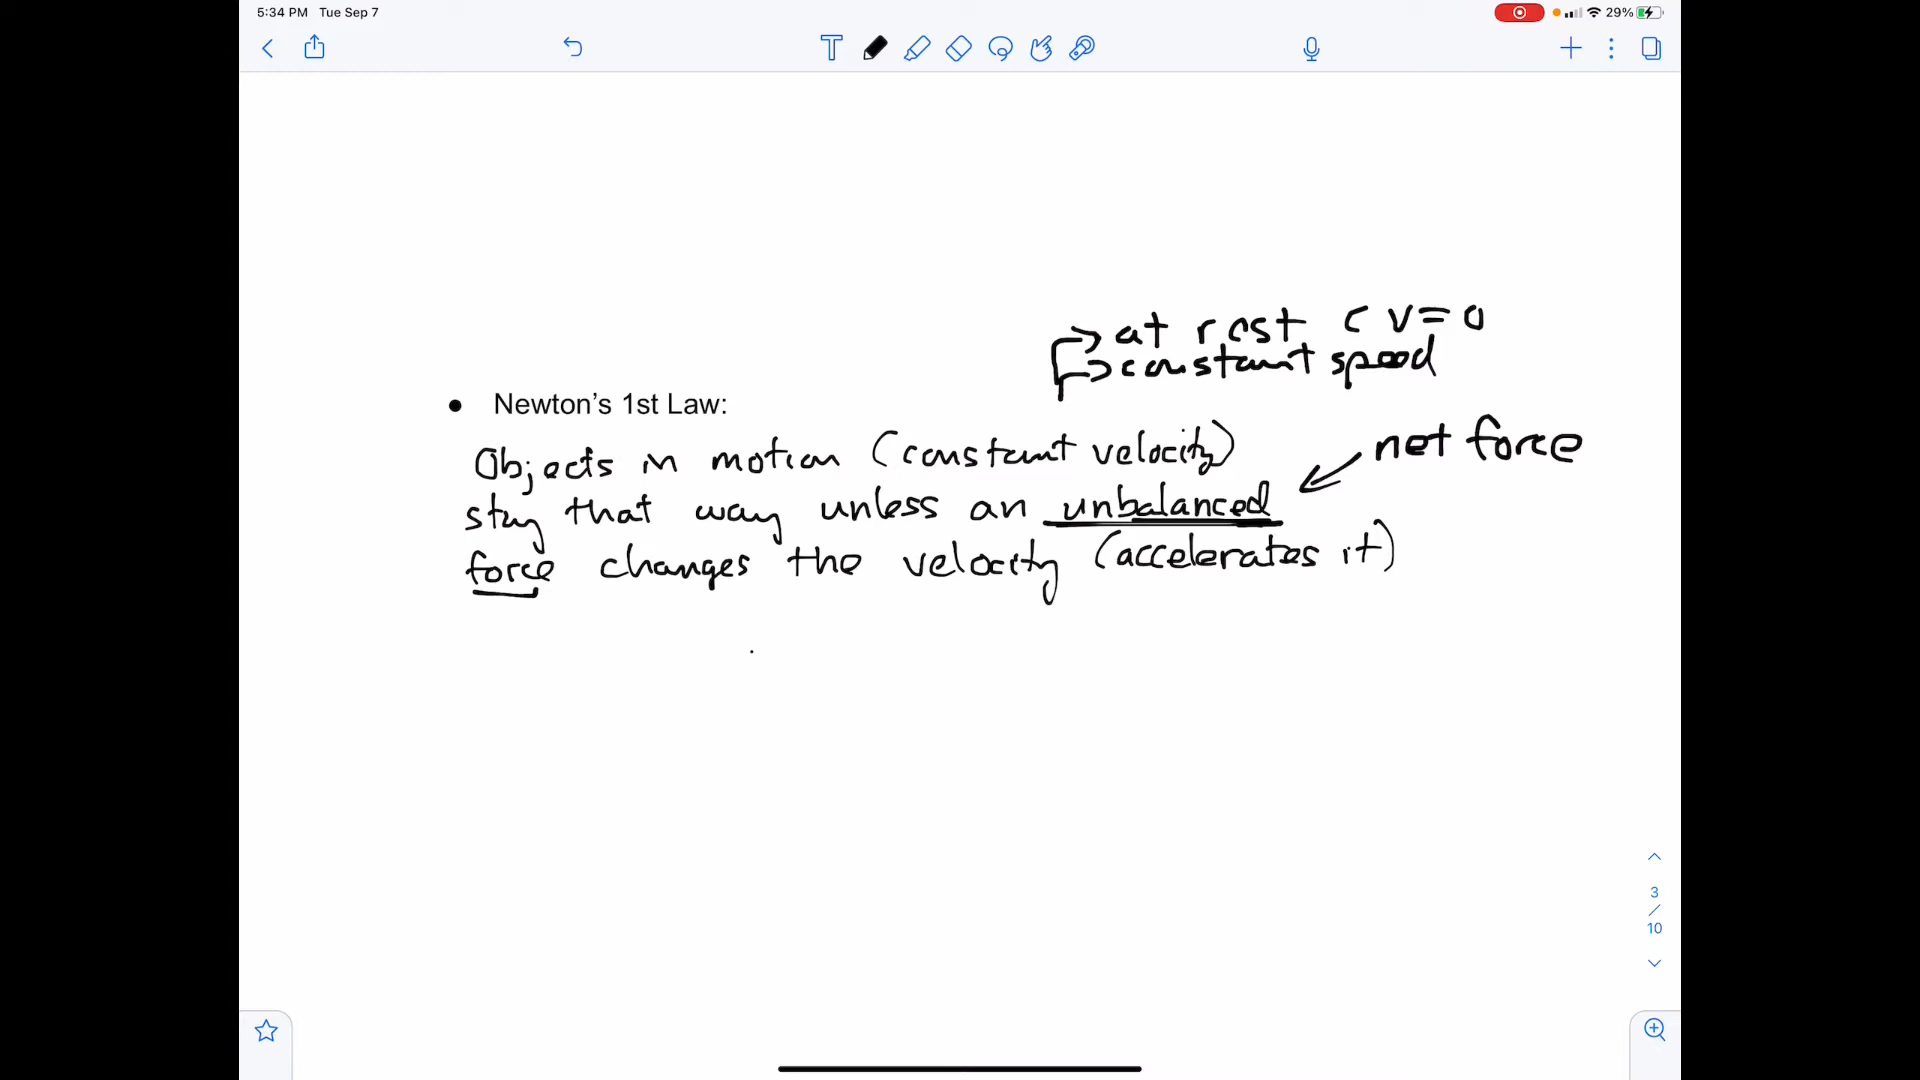 5:34 PM Tue Sep 7
29%
at rest c v=0
constant speed
● Newton's 1st Law:
Objects in motion (constant velocity)
net force
stay that way unless an unbalanced
force changes the velocity (accelerates it)
3
/
10